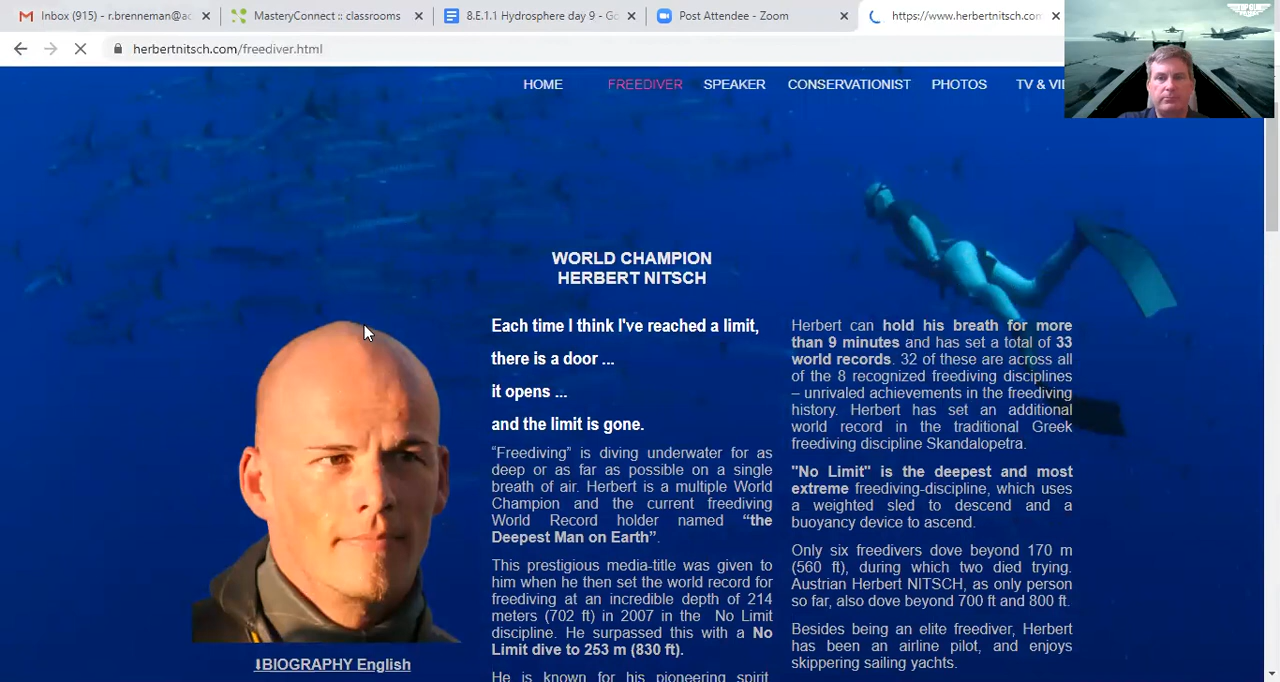 Inbox (915) - r.brenneman@ac
MasteryConnect :: classrooms
8.E.1.1 Hydrosphere day 9 - Go
Post Attendee - Zoom
https://www.herbertnitsch.com
herbertnitsch.com/freediver.html
TOP GUN
HOME
FREEDIVER
SPEAKER
CONSERVATIONIST
PHOTOS
TV & VI
WORLD CHAMPION
HERBERT NITSCH
Each time I think I've reached a limit,
there is a door ...
it opens ...
and the limit is gone.
“Freediving” is diving underwater for as
deep or as far as possible on a single
breath of air. Herbert is a multiple World
Champion and the current freediving
World Record holder named “the
Deepest Man on Earth”.
This prestigious media-title was given to
him when he then set the world record for
freediving at an incredible depth of 214
meters (702 ft) in 2007 in the No Limit
discipline. He surpassed this with a No
Limit dive to 253 m (830 ft).
He is known for his pioneering spirit,
Herbert can hold his breath for more
than 9 minutes and has set a total of 33
world records. 32 of these are across all
of the 8 recognized freediving disciplines
– unrivaled achievements in the freediving
history. Herbert has set an additional
world record in the traditional Greek
freediving discipline Skandalopetra.
"No Limit" is the deepest and most
extreme freediving-discipline, which uses
a weighted sled to descend and a
buoyancy device to ascend.
Only six freedivers dove beyond 170 m
(560 ft), during which two died trying.
Austrian Herbert NITSCH, as only person
so far, also dove beyond 700 ft and 800 ft.
Besides being an elite freediver, Herbert
has been an airline pilot, and enjoys
skippering sailing yachts.
⭳BIOGRAPHY English